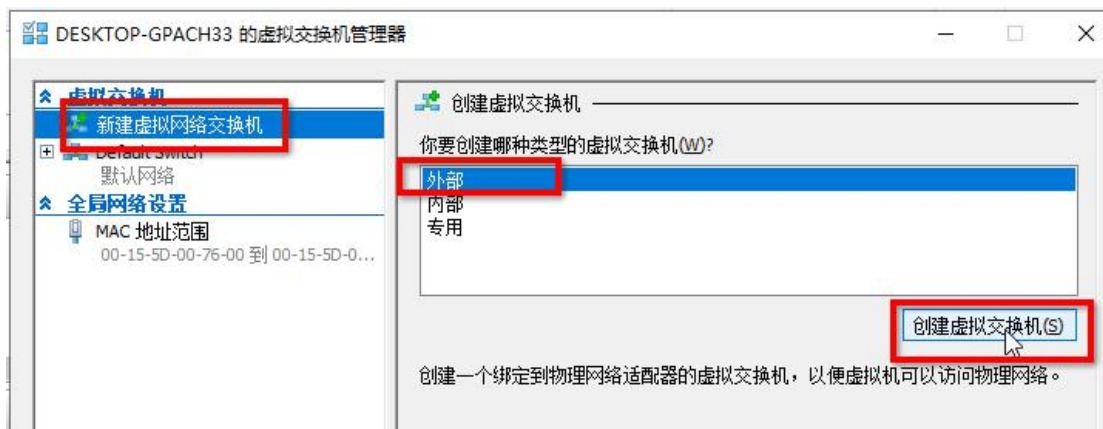 DESKTOP-GPACH33 的虚拟交换机管理器
虚拟交换机
新建虚拟网络交换机
Default Switch
默认网络
全局网络设置
MAC 地址范围
00-15-5D-00-76-00 到 00-15-5D-0...
创建虚拟交换机
你要创建哪种类型的虚拟交换机(W)?
外部
内部
专用
创建虚拟交换机(S)
创建一个绑定到物理网络适配器的虚拟交换机，以便虚拟机可以访问物理网络。